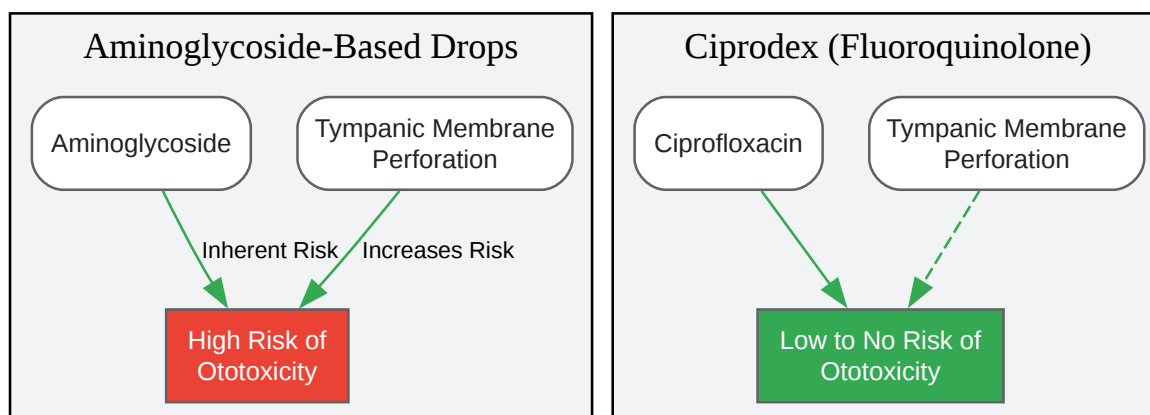 Aminoglycoside-Based Drops
Aminoglycoside
Tympanic Membrane
Perforation
Inherent Risk
Increases Risk
High Risk of
Ototoxicity
Ciprodex (Fluoroquinolone)
Ciprofloxacin
Tympanic Membrane
Perforation
Low to No Risk of
Ototoxicity